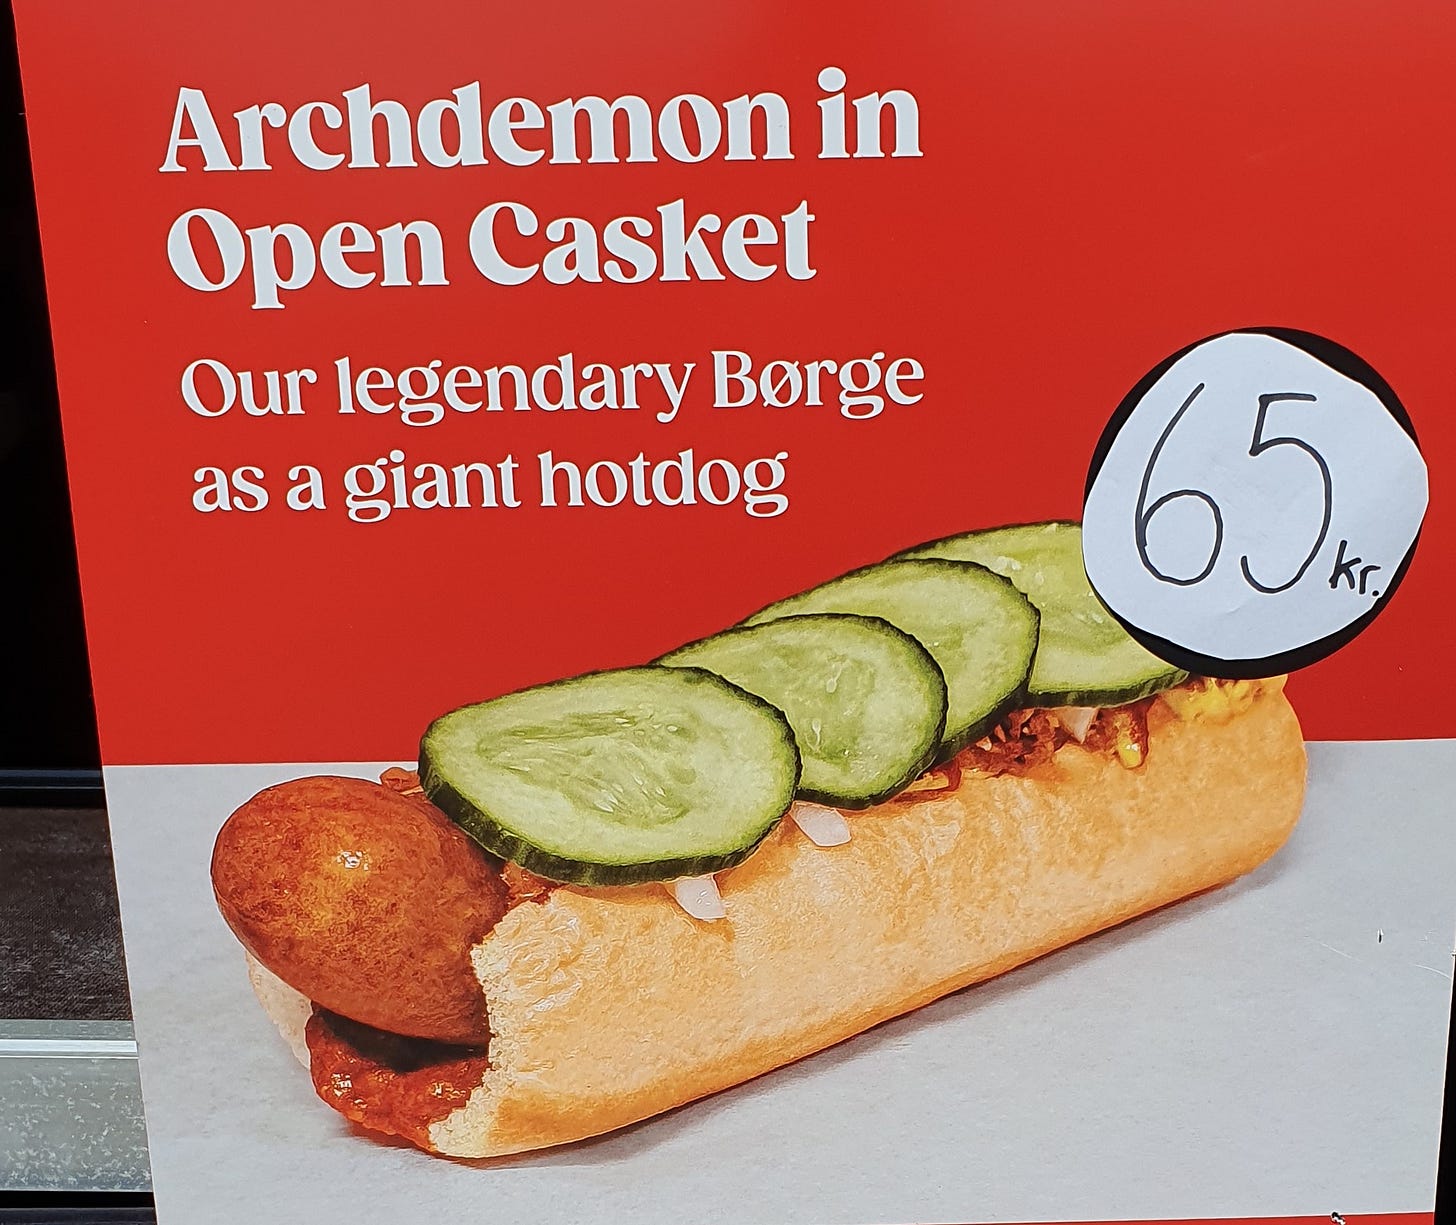 Archdemon in
Open Casket
Our legendary Børge
as a giant hotdog
65 kr.